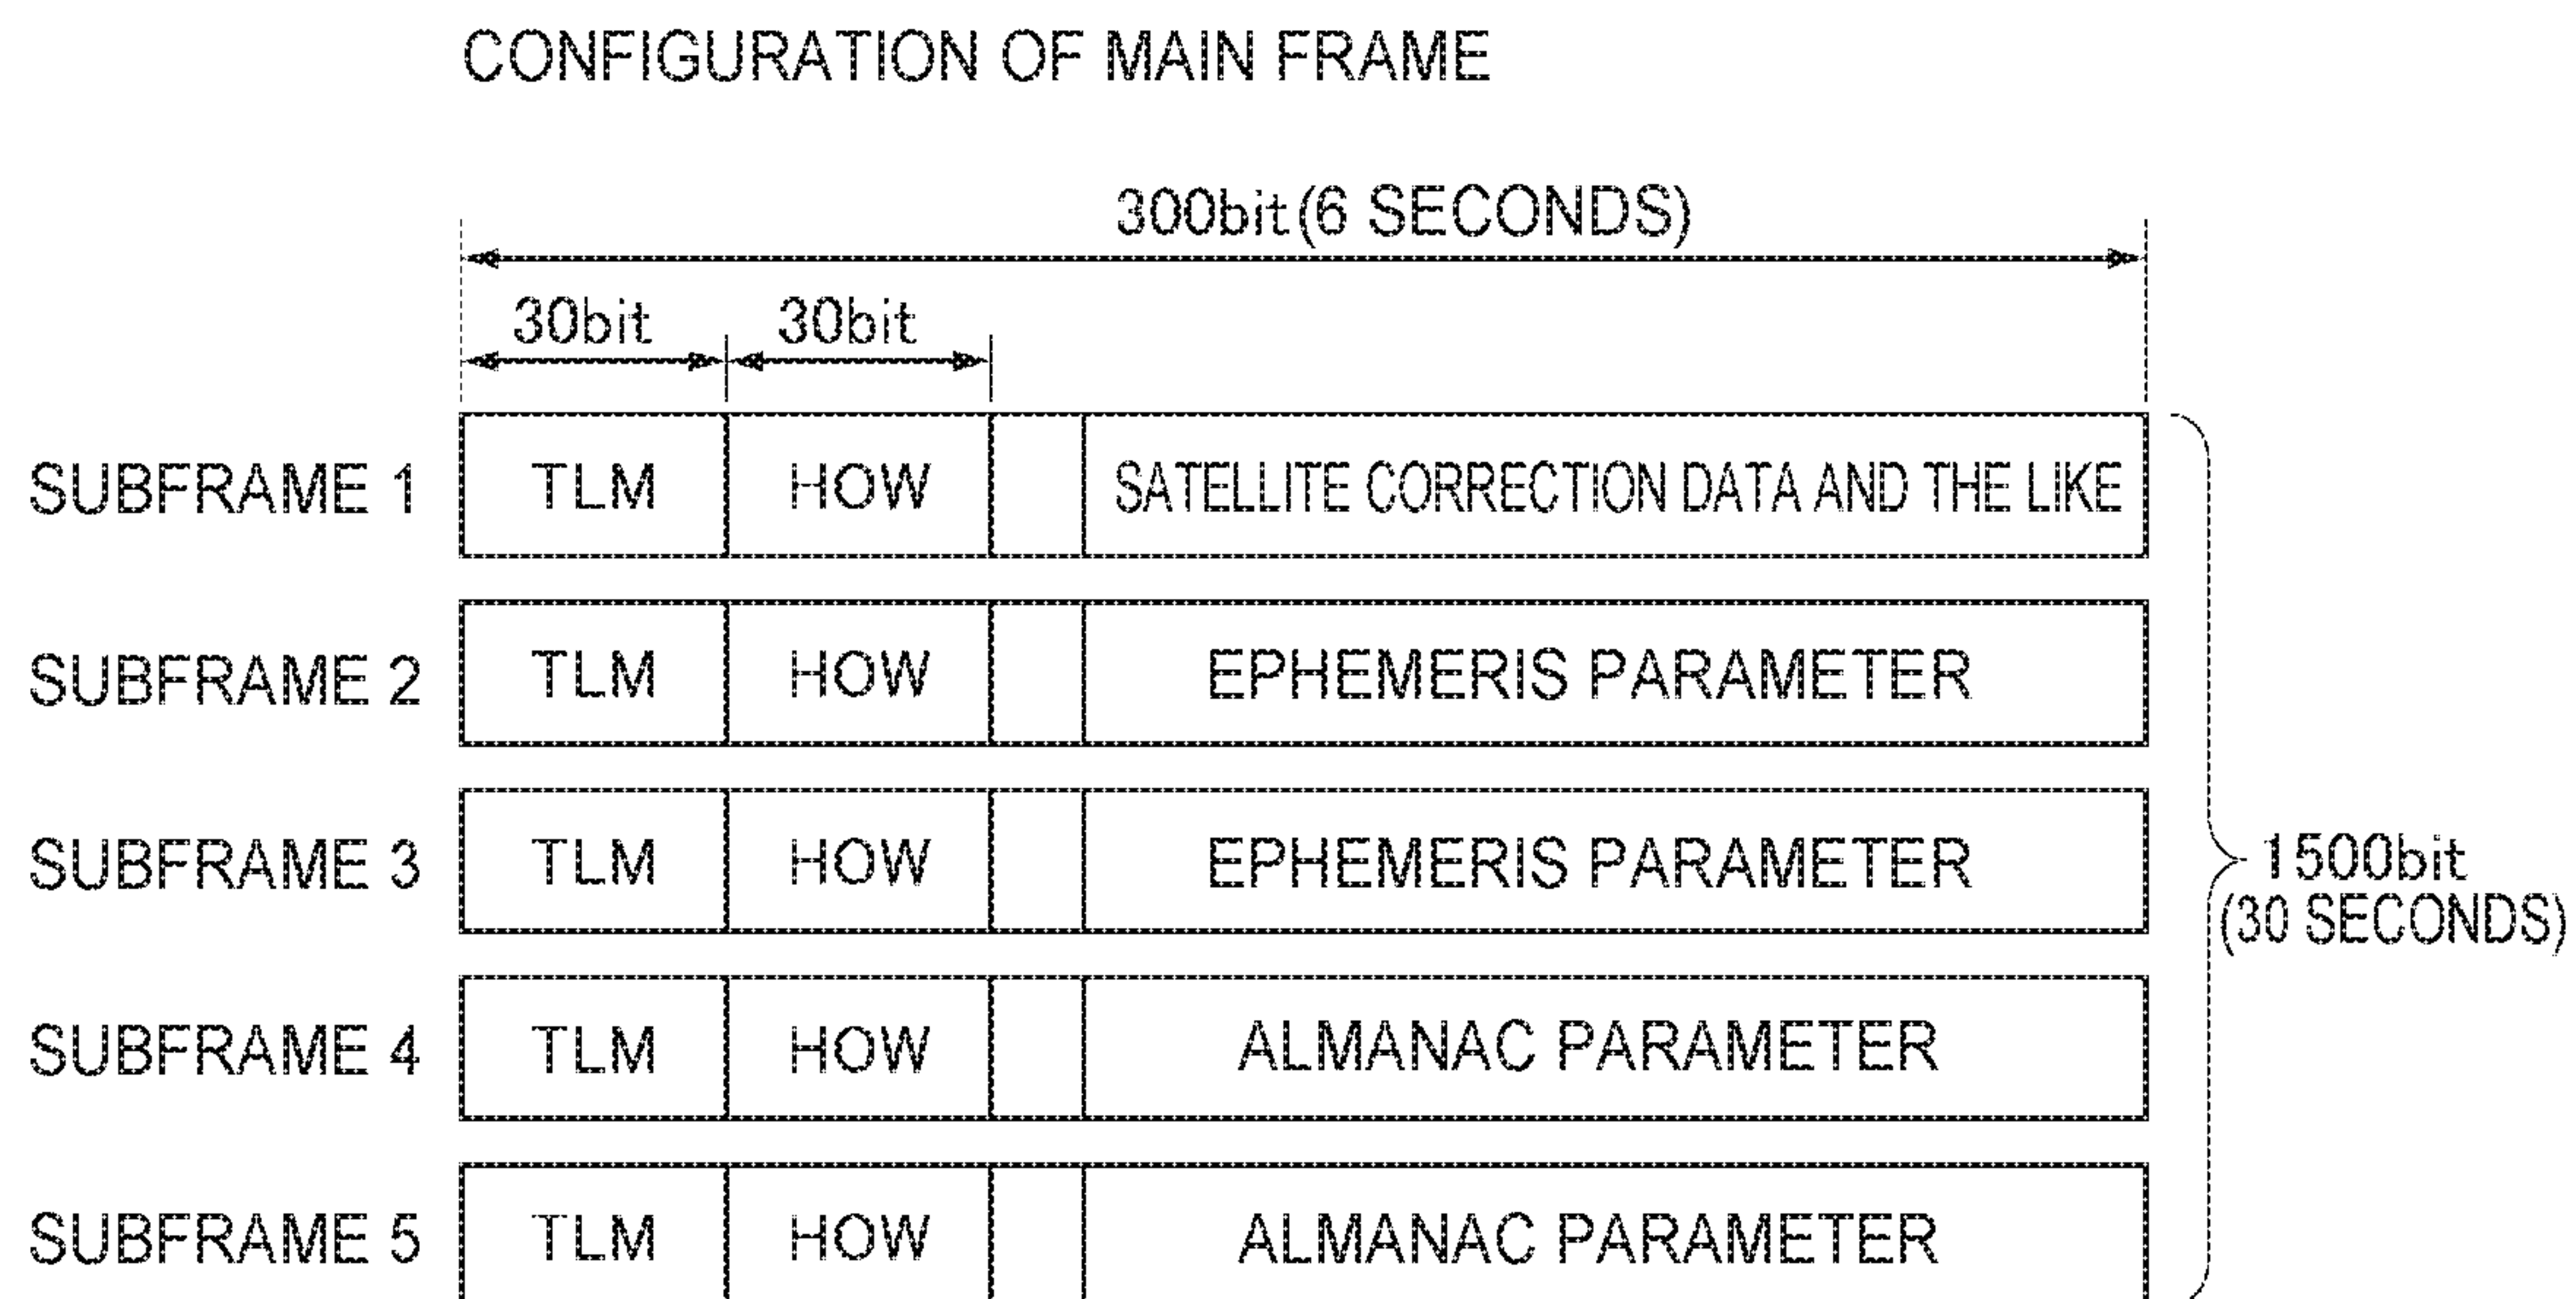 CONFIGURATION OF MAIN FRAME
300bit(6 SECONDS)
30bit 30bit
SUBFRAME 1 TLM HOW SATELLITE CORRECTION DATA AND THE LIKE
SUBFRAME 2 TLM HOW EPHEMERIS PARAMETER
SUBFRAME 3 TLM HOW EPHEMERIS PARAMETER
1500bit
(30 SECONDS)
SUBFRAME 4 TLM HOW ALMANAC PARAMETER
SUBFRAME 5 TLM HOW ALMANAC PARAMETER